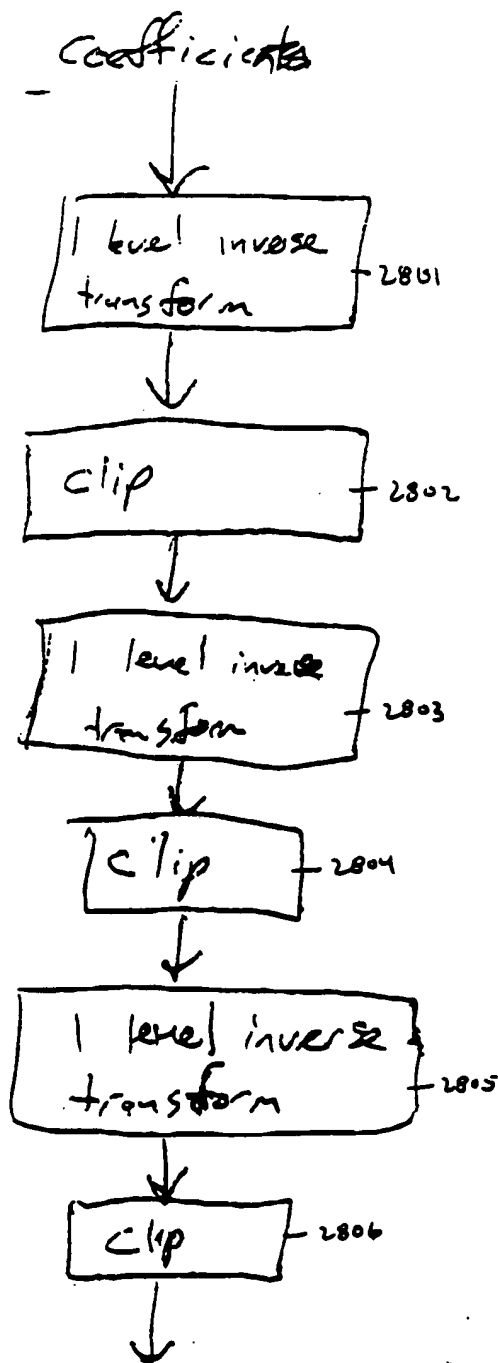 Coefficients
1 level inverse
transform
2801
clip
2802
1 level inverse
transform
2803
clip
2804
1 level inverse
transform
2805
clip
2806